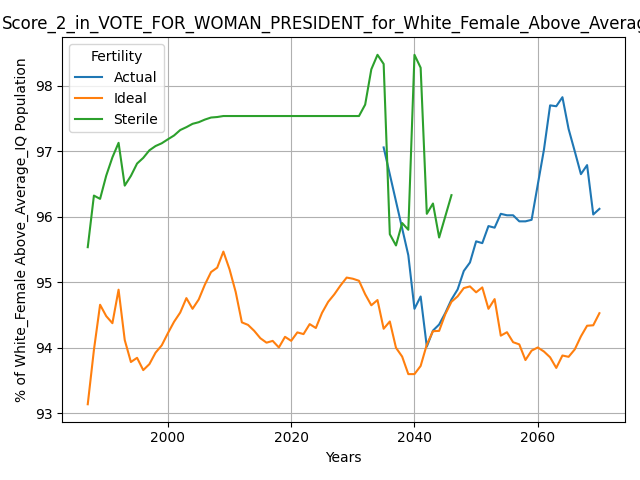 Score_2_in_VOTE_FOR_WOMAN_PRESIDENT_for_White_Female_Above_Averag
Fertility
Actual
Ideal
Sterile
% of White_Female Above_Average_IQ Population
98
97
96
95
94
93
2000 2020 2040 2060
Years